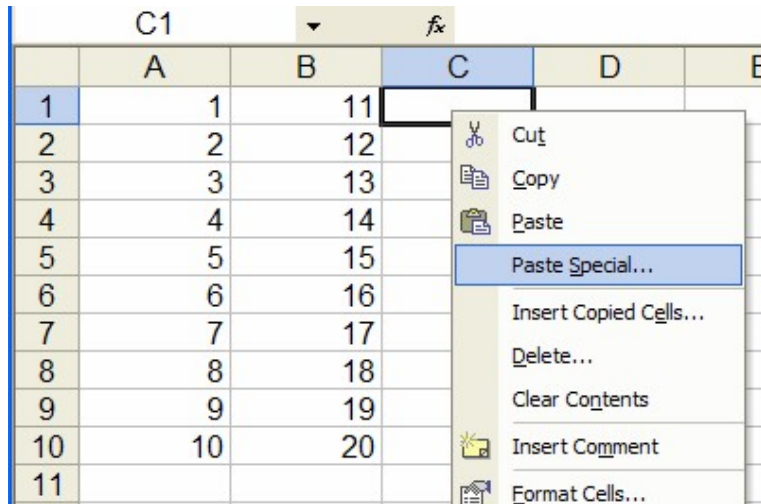 C1 fx
A B C D E
1 1 11
2 2 12 Cut
3 3 13 Copy
4 4 14 Paste
5 5 15 Paste Special...
6 6 16 Insert Copied Cells...
7 7 17 Delete...
8 8 18 Clear Contents
9 9 19
10 10 20 Insert Comment
11 Format Cells...